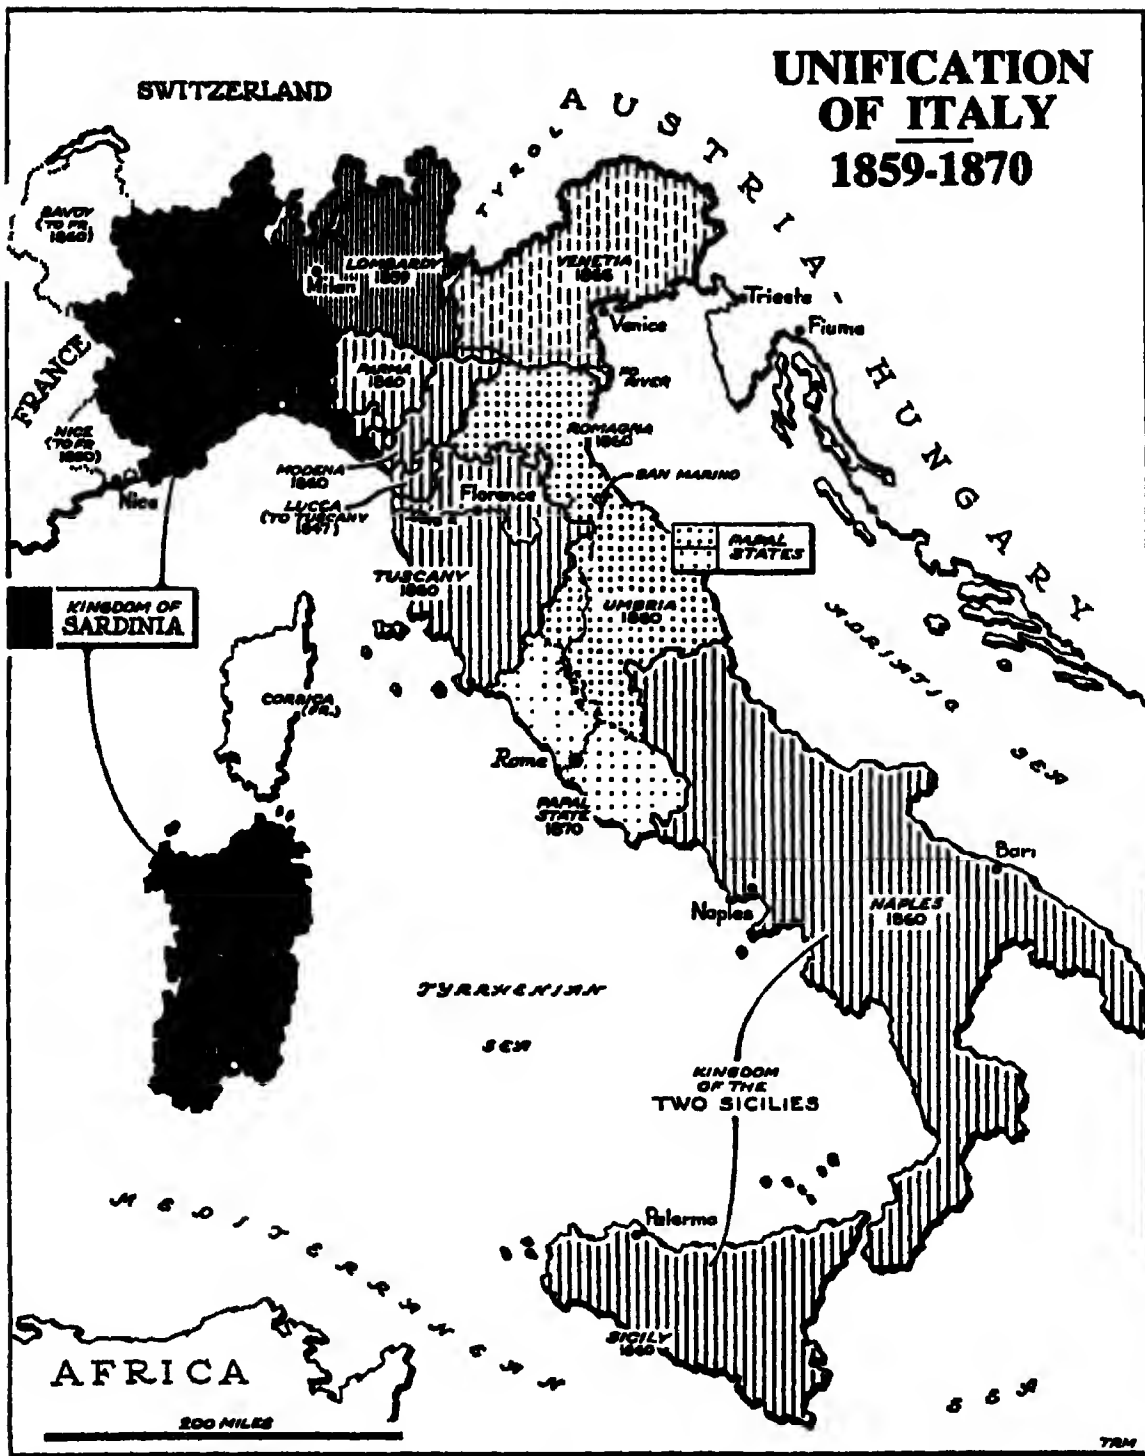 UNIFICATION
OF ITALY
1859-1870
SWITZERLAND
AUSTRIA HUNGARY
TYROL
SAVOY
(TO FR.
1860)
LOMBARDY
1859
Milan
VENETIA
1866
Venice
Trieste
Fiume
FRANCE
PARMA
1860
PO
RIVER
NICE
(TO FR.
1860)
Nice
ROMAGNA
1860
MODENA
1860
SAN MARINO
LUCCA
(TO TUSCANY
1847)
Florence
PAPAL
STATES
TUSCANY
1860
UMBRIA
1860
KINGDOM OF
SARDINIA
ADRIATIC
SEA
CORSICA
(FR.)
Rome
PAPAL
STATE
1870
Bari
Naples
NAPLES
1860
TYRRHENIAN
SEA
KINGDOM
OF THE
TWO SICILIES
Palermo
SICILY
1860
MEDITERRANEAN
SEA
AFRICA
200 MILES
TRM